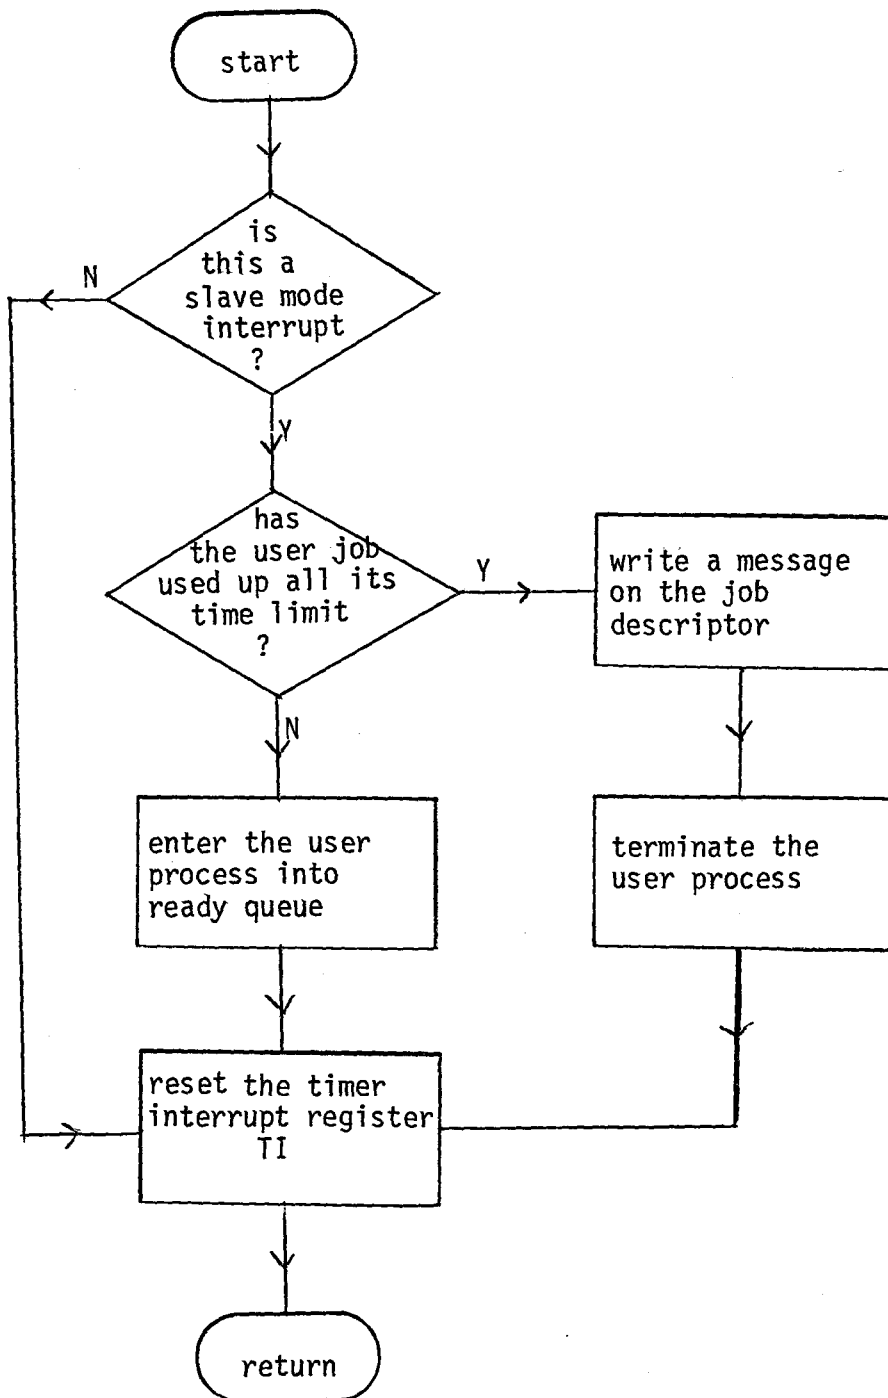 start
is
this a
slave mode
interrupt
?
N
Y
has
the user job
used up all its
time limit
?
Y
write a message
on the job
descriptor
N
enter the user
process into
ready queue
terminate the
user process
reset the timer
interrupt register
TI
return